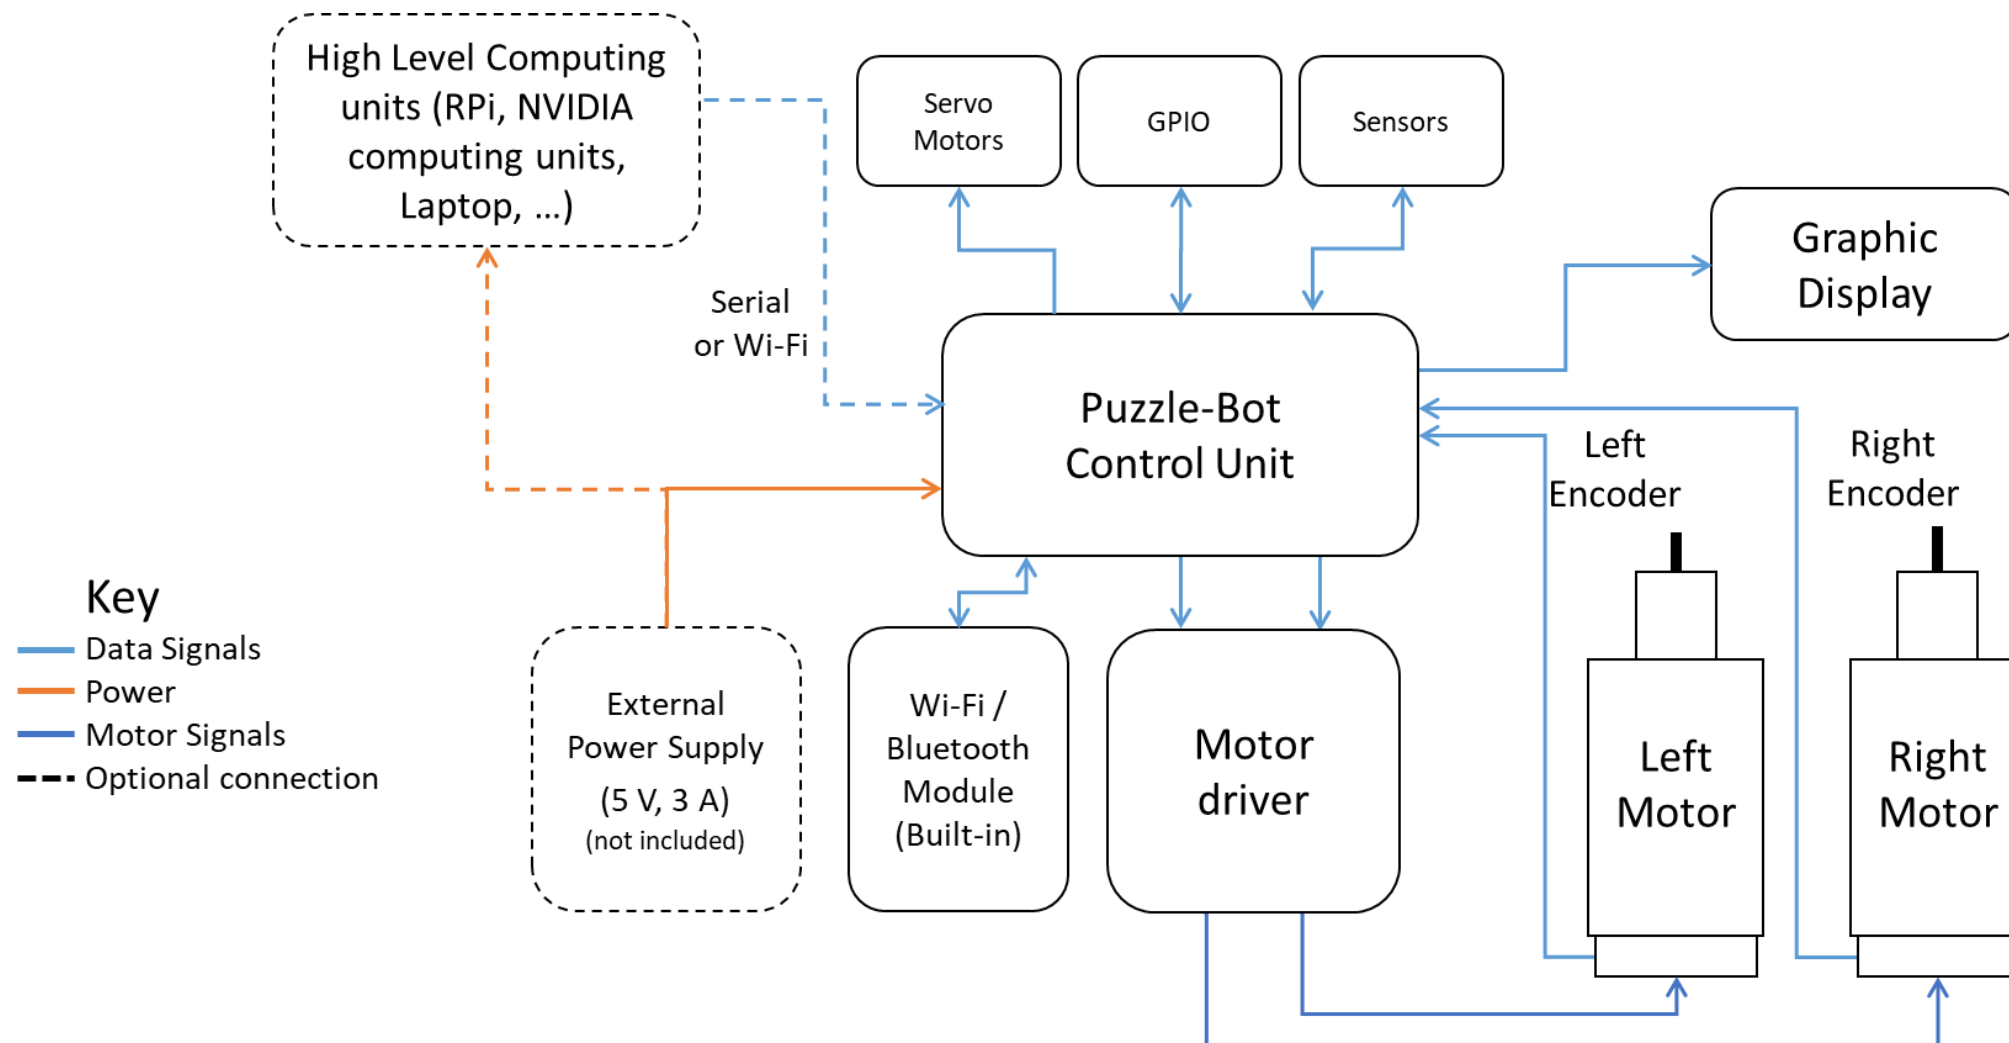 High Level Computing
units (RPi, NVIDIA
computing units,
Laptop, ...)
Servo
Motors
GPIO
Sensors
Graphic
Display
Serial
or Wi-Fi
Puzzle-Bot
Control Unit
Left
Encoder
Right
Encoder
Key
Data Signals
Power
Motor Signals
Optional connection
External
Power Supply
(5 V, 3 A)
(not included)
Wi-Fi /
Bluetooth
Module
(Built-in)
Motor
driver
Left
Motor
Right
Motor